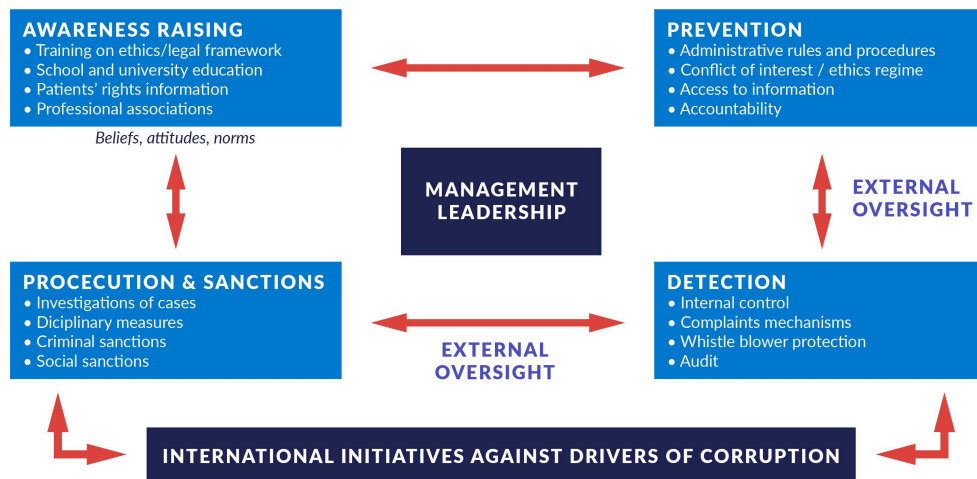 AWARENESS RAISING
• Training on ethics/legal framework
• School and university education
• Patients' rights information
• Professional associations
Beliefs, attitudes, norms
PREVENTION
• Administrative rules and procedures
• Conflict of interest / ethics regime
• Access to information
• Accountability
MANAGEMENT
LEADERSHIP
EXTERNAL
OVERSIGHT
PROCECUTION & SANCTIONS
• Investigations of cases
• Diciplinary measures
• Criminal sanctions
• Social sanctions
EXTERNAL
OVERSIGHT
DETECTION
• Internal control
• Complaints mechanisms
• Whistle blower protection
• Audit
INTERNATIONAL INITIATIVES AGAINST DRIVERS OF CORRUPTION